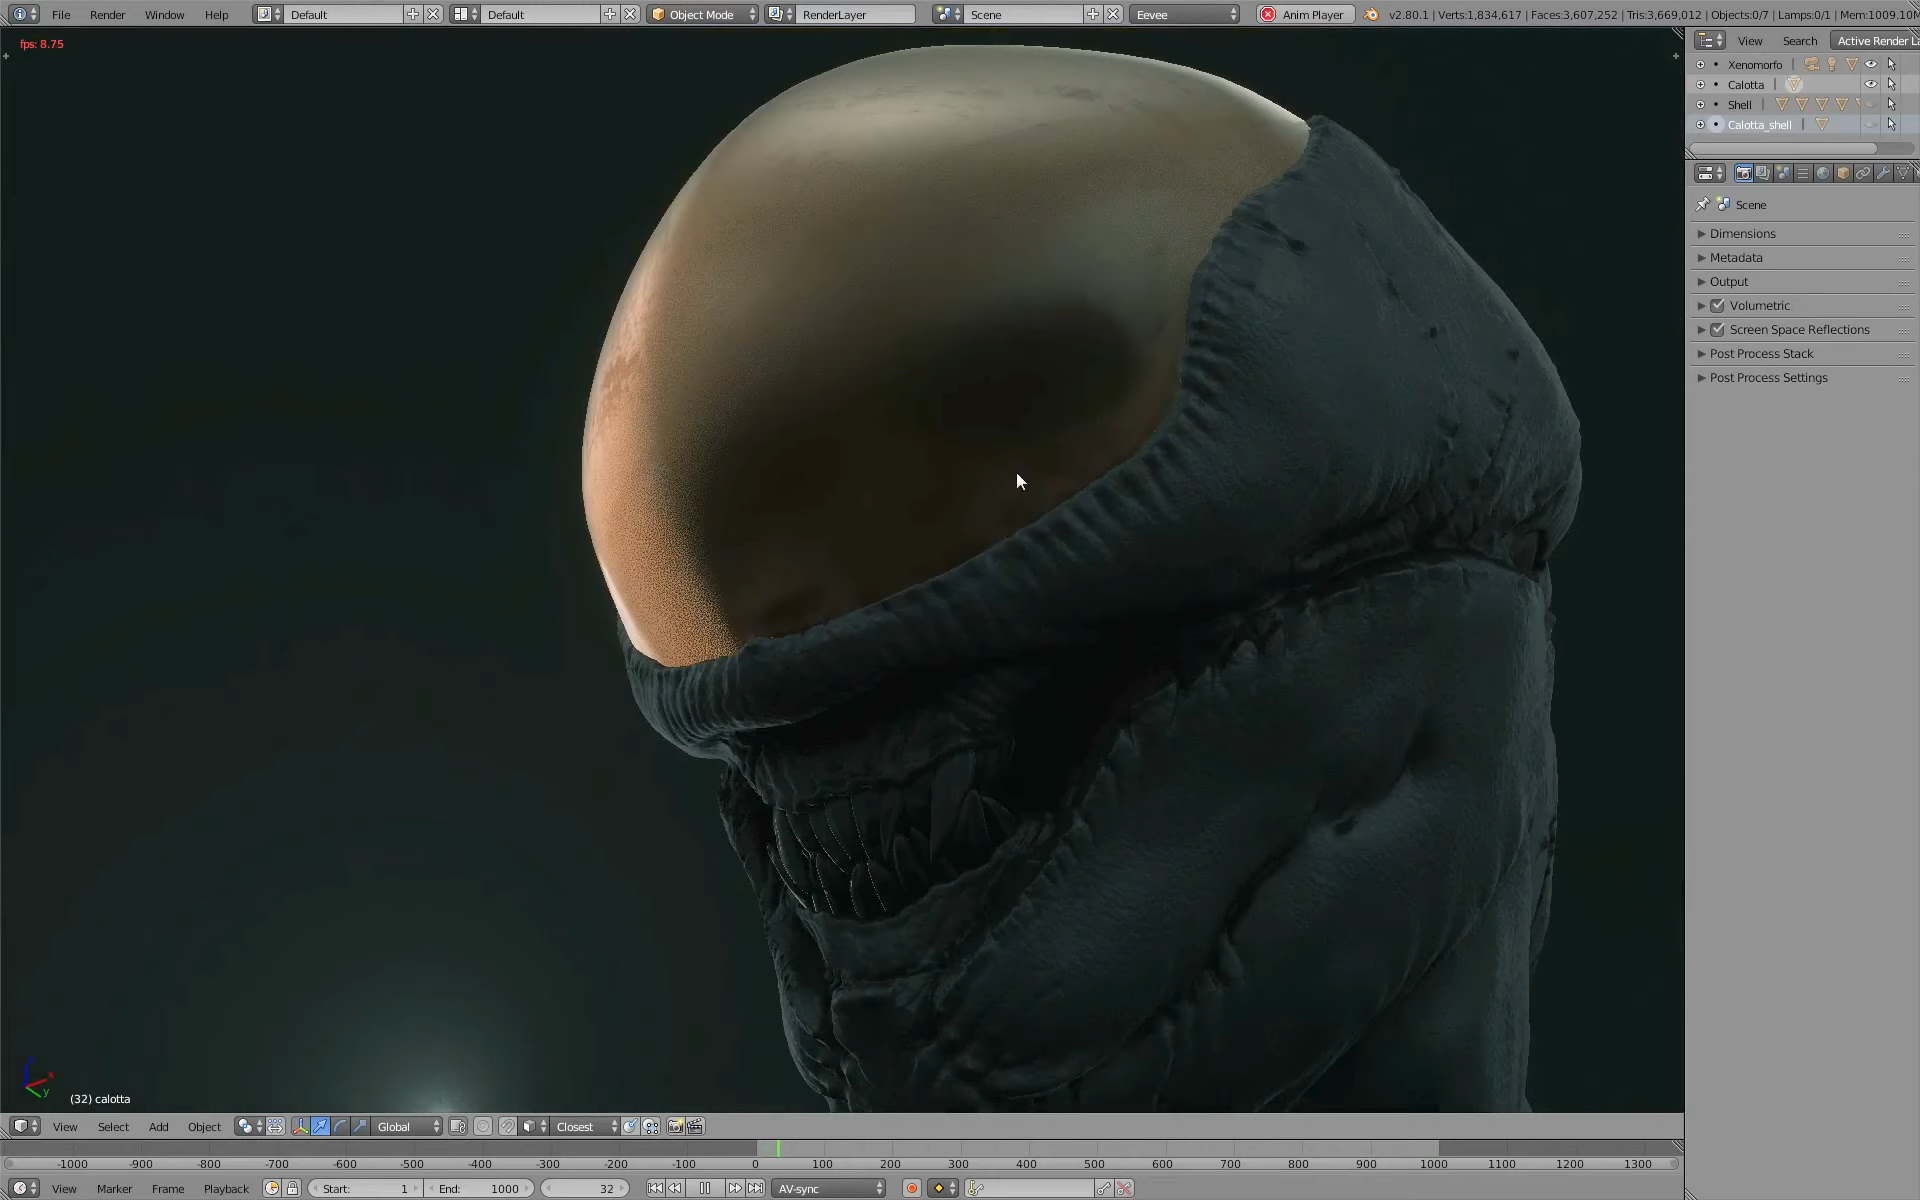 File Render Window Help Default Default Object Mode RenderLayer Scene Eevee Anim Player v2.80.1 | Verts:1,834,617 | Faces:3,607,252 | Tris:3,669,012 | Objects:0/7 | Lamps:0/1 | Mem:1009.10M
fps: 8.75
View Search Active Render La
Xenomorfo
Calotta
Shell
Calotta_shell
Scene
Dimensions
Metadata
Output
Volumetric
Screen Space Reflections
Post Process Stack
Post Process Settings
x
y
(32) calotta
View Select Add Object Global Closest
-1000 -900 -800 -700 -600 -500 -400 -300 -200 -100 0 100 200 300 400 500 600 700 800 900 1000 1100 1200 1300
View Marker Frame Playback Start: 1 End: 1000 32 AV-sync